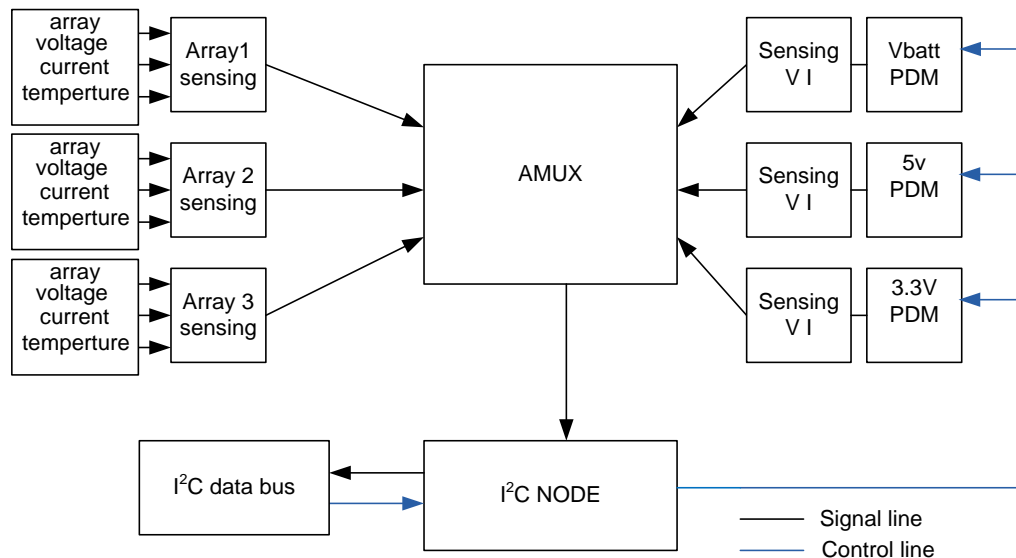 array
voltage
current
temperture
Array1
sensing
array
voltage
current
temperture
Array 2
sensing
array
voltage
current
temperture
Array 3
sensing
AMUX
Sensing
V I
Vbatt
PDM
Sensing
V I
5v
PDM
Sensing
V I
3.3V
PDM
I²C data bus
I²C NODE
Signal line
Control line